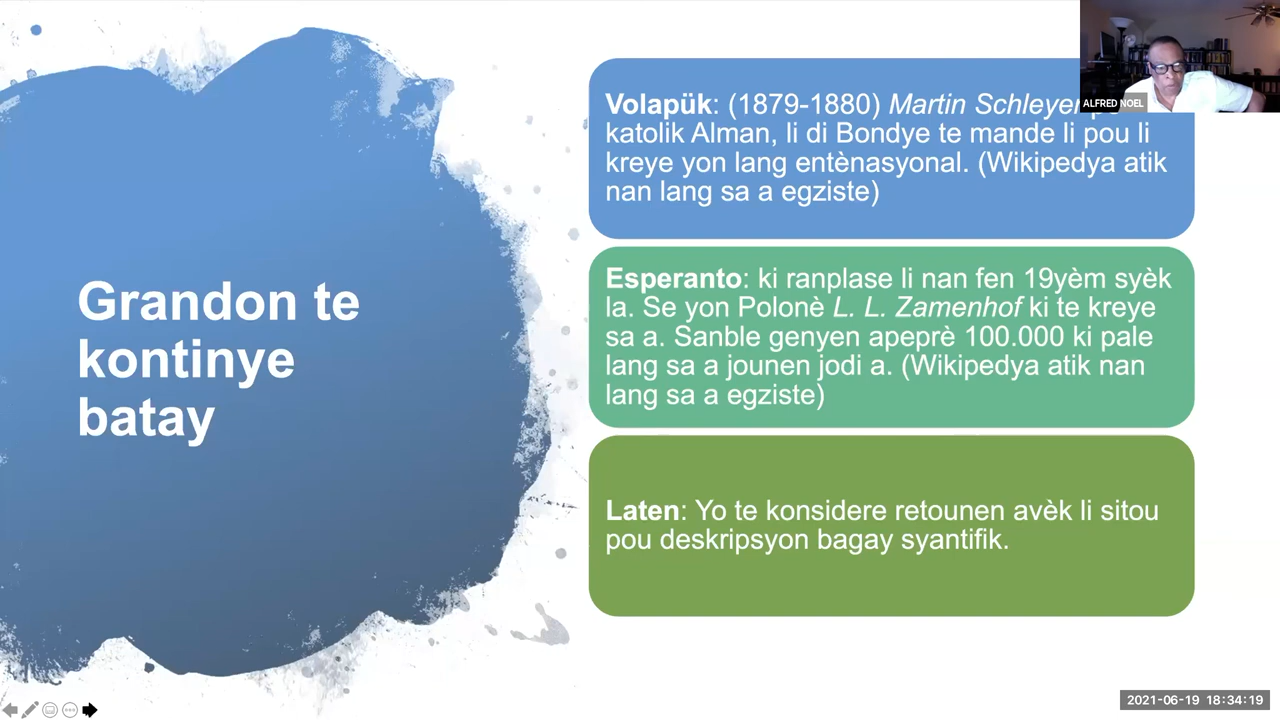 Grandon te
kontinye
batay
Volapük: (1879-1880) Martin Schleyer
katolik Alman, li di Bondye te mande li pou li
kreye yon lang entènasyonal. (Wikipedya atik
nan lang sa a egziste)
Esperanto: ki ranplase li nan fen 19yèm syèk
la. Se yon Polonè L. L. Zamenhof ki te kreye
sa a. Sanble genyen apeprè 100.000 ki pale
lang sa a jounen jodi a. (Wikipedya atik nan
lang sa a egziste)
Laten: Yo te konsidere retounen avèk li sitou
pou deskripsyon bagay syantifik.
ALFRED NOEL
2021-06-19 18:34:19